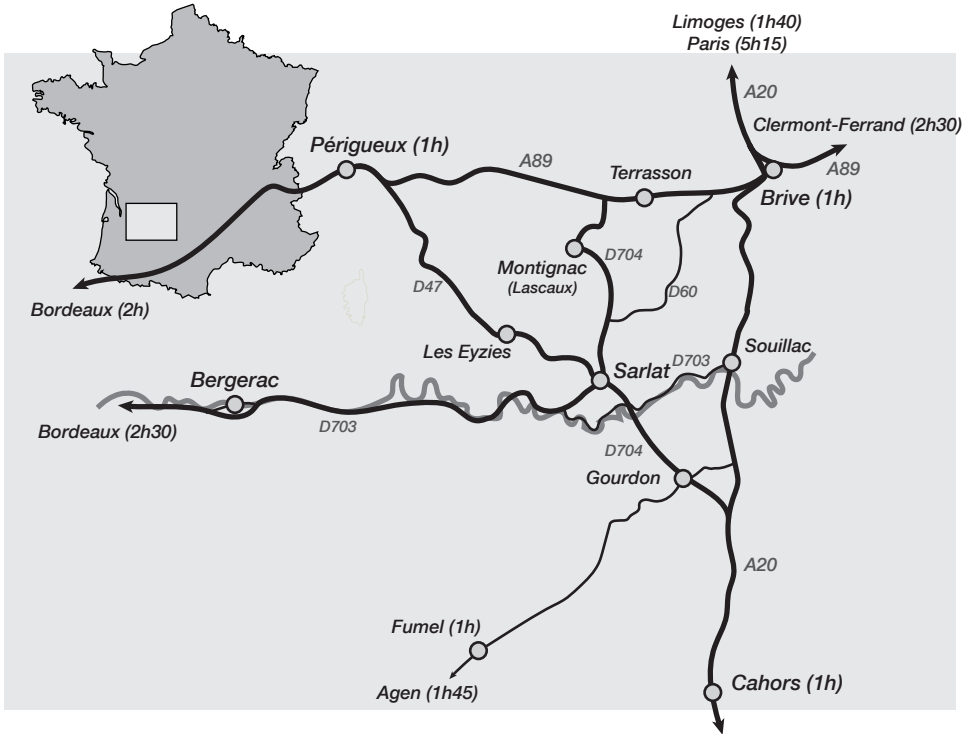 Limoges (1h40)
Paris (5h15)
A20
Clermont-Ferrand (2h30)
Périgueux (1h)
A89
Terrasson
A89
Brive (1h)
Montignac
(Lascaux)
D704
D47
D60
Bordeaux (2h)
Les Eyzies
Sarlat
D703
Souillac
Bergerac
Bordeaux (2h30)
D703
D704
Gourdon
A20
Fumel (1h)
Agen (1h45)
Cahors (1h)